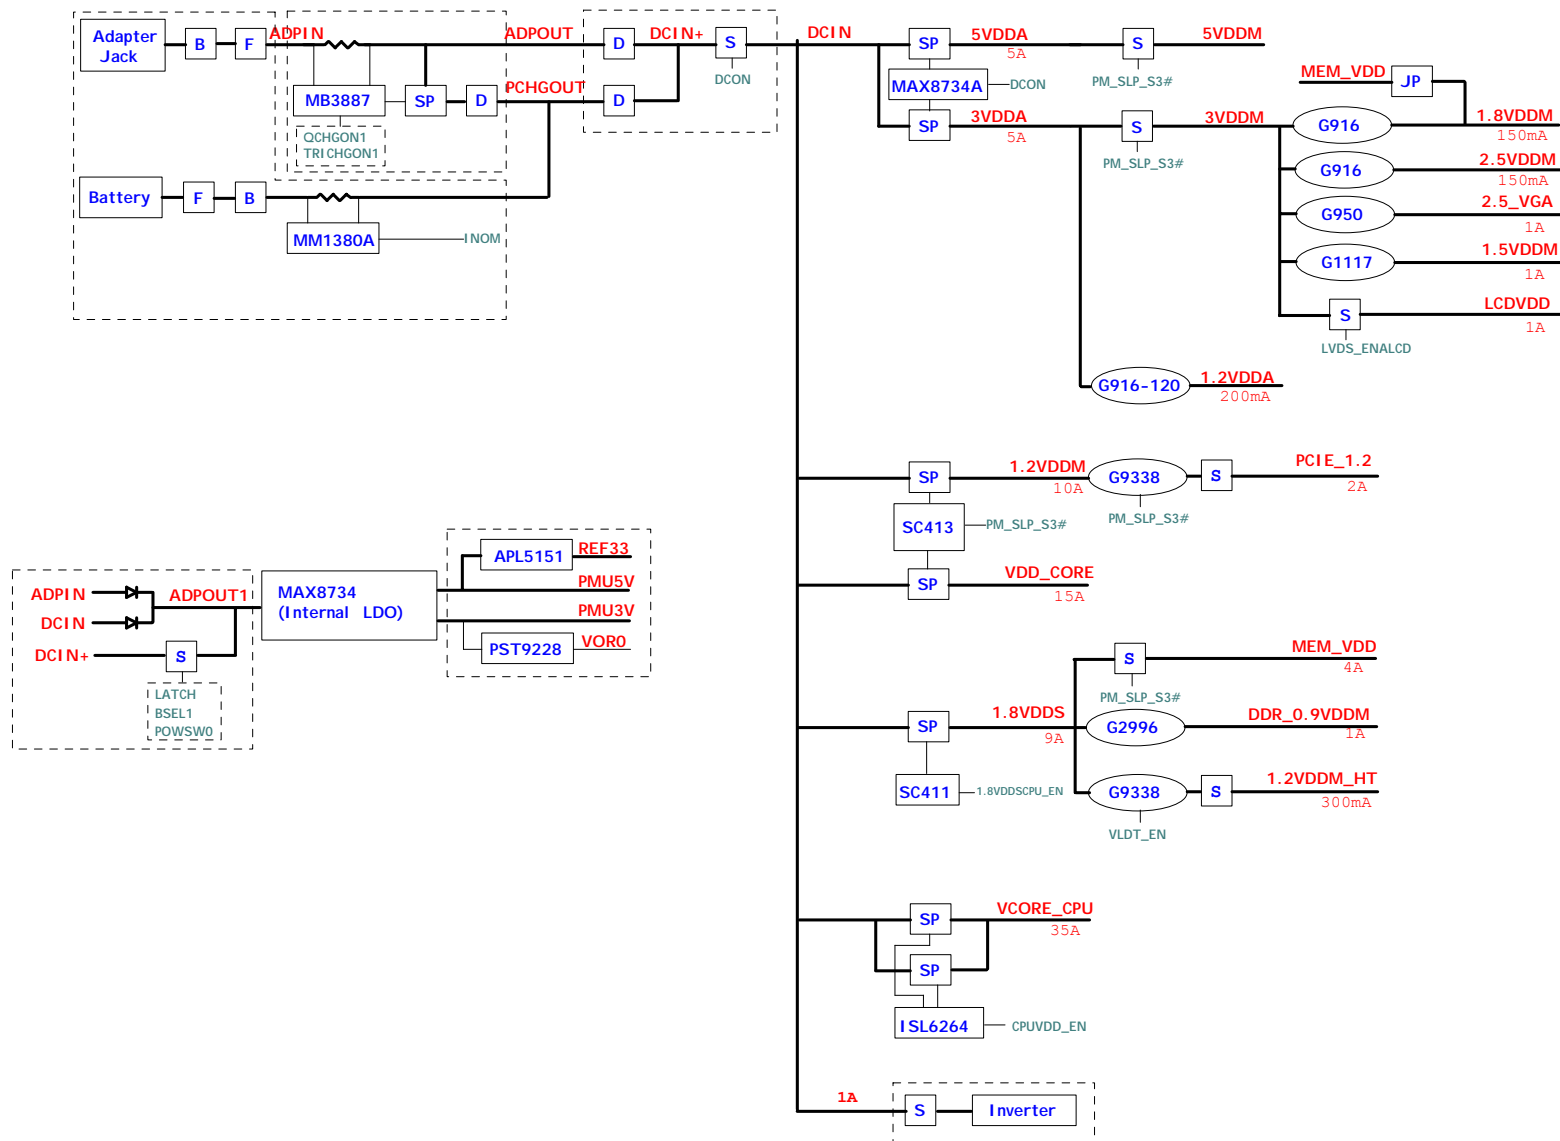 Adapter
Jack
B
F
ADPIN
ADPOUT
D
DCIN+
S
DCON
MB3887
SP
D
PCHGOUT
D
QCHGON1
TRICHGON1
Battery
F
B
MM1380A
INOM
DCIN
SP
5VDDA
5A
S
PM_SLP_S3#
5VDDM
MAX8734A
DCON
SP
3VDDA
5A
S
PM_SLP_S3#
3VDDM
MEM_VDD
JP
G916
1.8VDDM
150mA
G916
2.5VDDM
150mA
G950
2.5_VGA
1A
G1117
1.5VDDM
1A
S
LCDVDD
1A
LVDS_ENALCD
G916-120
1.2VDDA
200mA
SP
1.2VDDM
10A
G9338
PM_SLP_S3#
S
PCIE_1.2
2A
SC413
PM_SLP_S3#
SP
VDD_CORE
15A
ADPIN
DCIN
DCIN+
ADPOUT1
S
LATCH
BSEL1
POWSW0
MAX8734
(Internal LDO)
APL5151
REF33
PMU5V
PMU3V
PST9228
VOR0
SP
1.8VDDS
9A
S
PM_SLP_S3#
MEM_VDD
4A
G2996
DDR_0.9VDDM
1A
SC411
1.8VDDSCPU_EN
G9338
VLDT_EN
S
1.2VDDM_HT
300mA
SP
VCORE_CPU
35A
SP
ISL6264
CPUVDD_EN
1A
S
Inverter